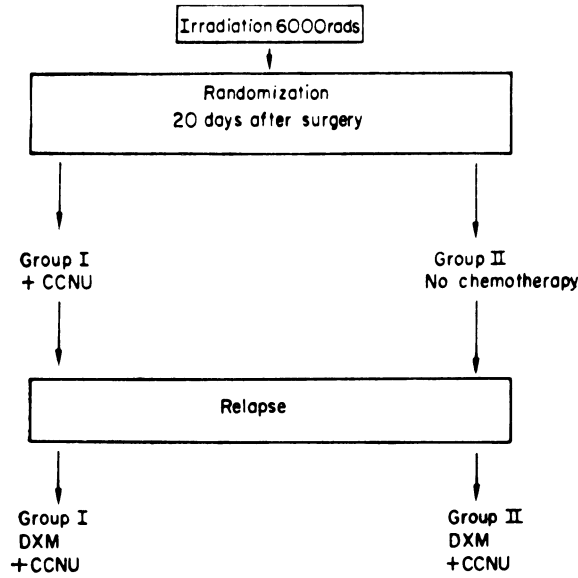 Irradiation 6000rads
Randomization
20 days after surgery
Group I
+ CCNU
Group II
No chemotherapy
Relapse
Group I
DXM
+CCNU
Group II
DXM
+CCNU